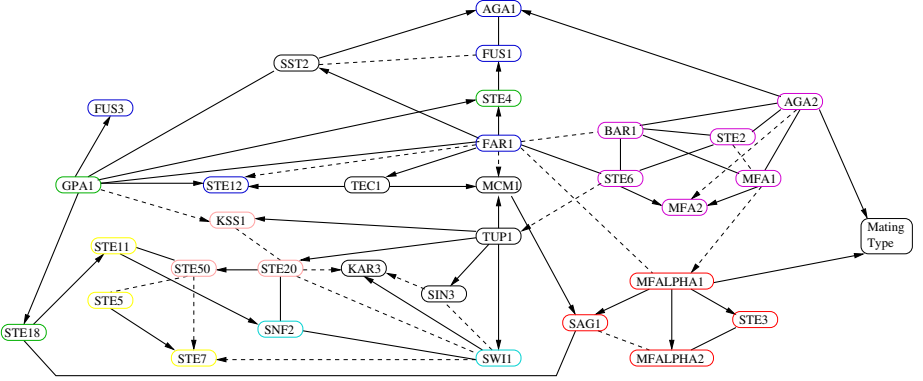 AGA1
FUS1
SST2
AGA2
FUS3
STE4
BAR1
STE2
FAR1
GPA1
STE12
TEC1
MCM1
STE6
MFA1
MFA2
KSS1
TUP1
Mating
Type
STE11
STE50
STE20
KAR3
SIN3
MFALPHA1
STE5
STE18
SNF2
SAG1
STE3
STE7
SWI1
MFALPHA2